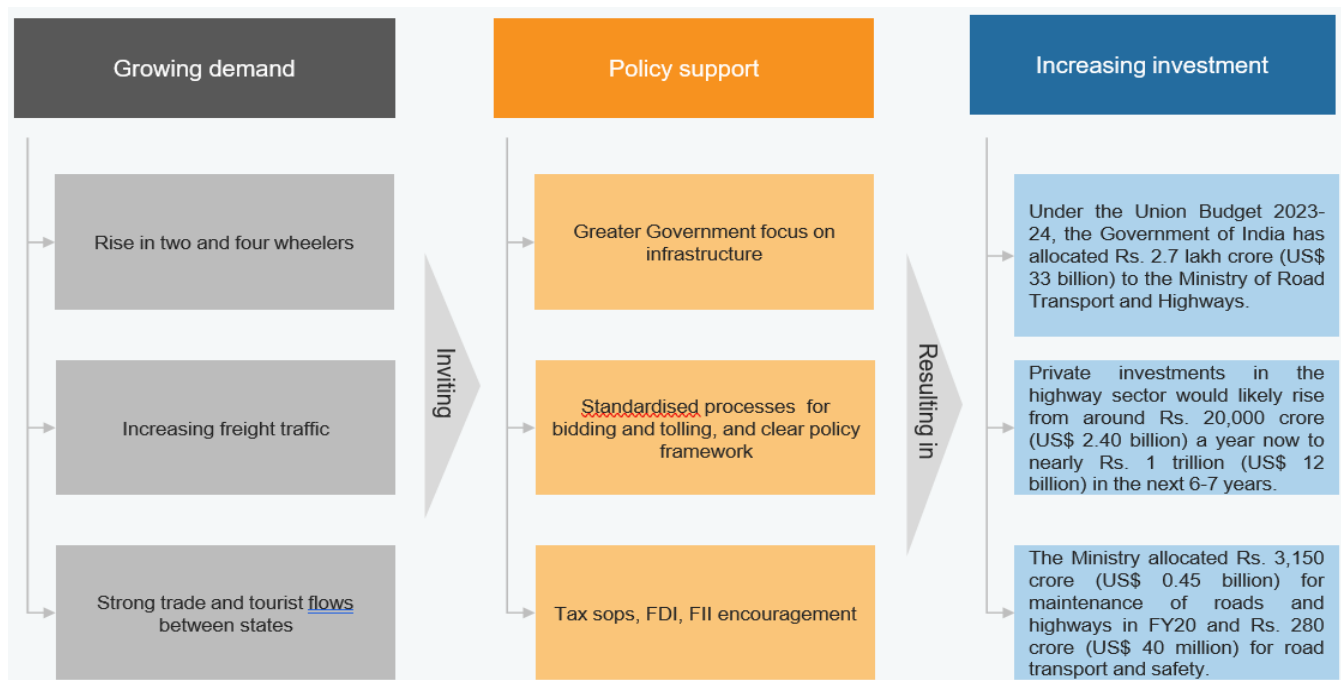 Growing demand
Rise in two and four wheelers
Increasing freight traffic
Strong trade and tourist flows
between states
Inviting
Policy support
Greater Government focus on
infrastructure
Standardised processes for
bidding and tolling, and clear policy
framework
Tax sops, FDI, FII encouragement
Resulting in
Increasing investment
Under the Union Budget 2023-
24, the Government of India has
allocated Rs. 2.7 lakh crore (US$
33 billion) to the Ministry of Road
Transport and Highways.
Private investments in the
highway sector would likely rise
from around Rs. 20,000 crore
(US$ 2.40 billion) a year now to
nearly Rs. 1 trillion (US$ 12
billion) in the next 6-7 years.
The Ministry allocated Rs. 3,150
crore (US$ 0.45 billion) for
maintenance of roads and
highways in FY20 and Rs. 280
crore (US$ 40 million) for road
transport and safety.